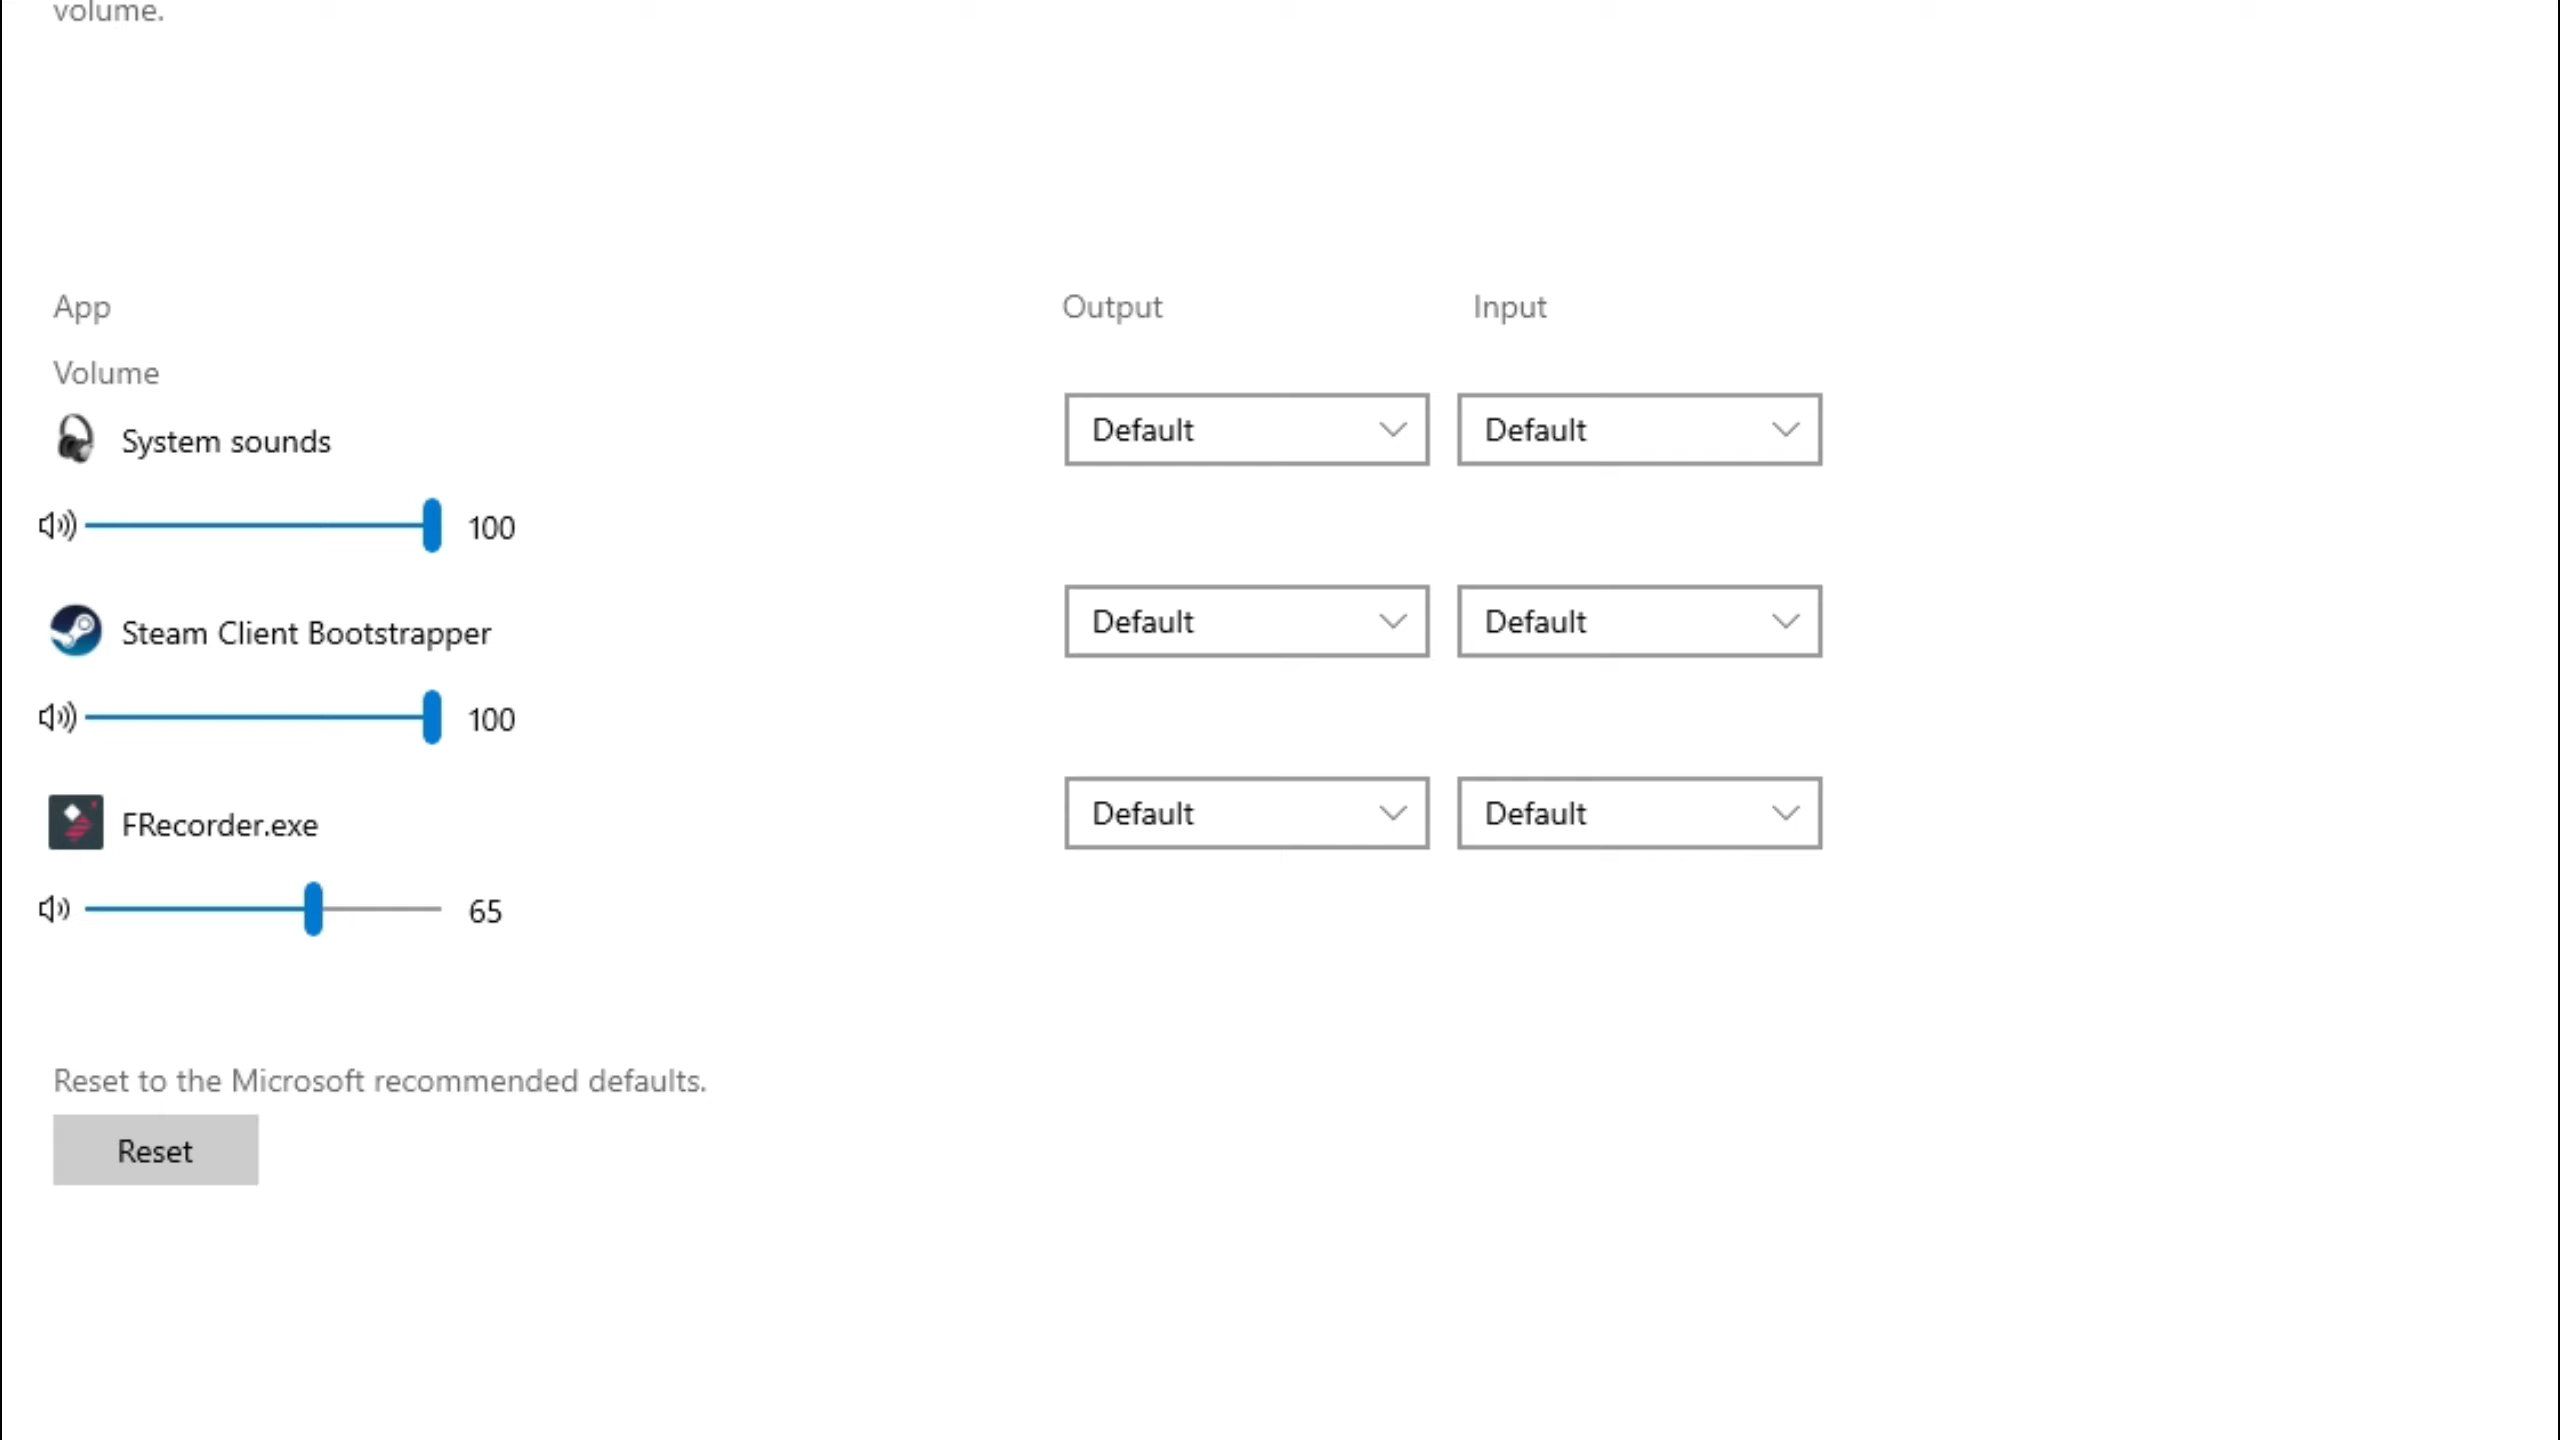 volume.
App
Output
Input
Volume
System sounds
Default
Default
100
Steam Client Bootstrapper
Default
Default
100
FRecorder.exe
Default
Default
65
Reset to the Microsoft recommended defaults.
Reset